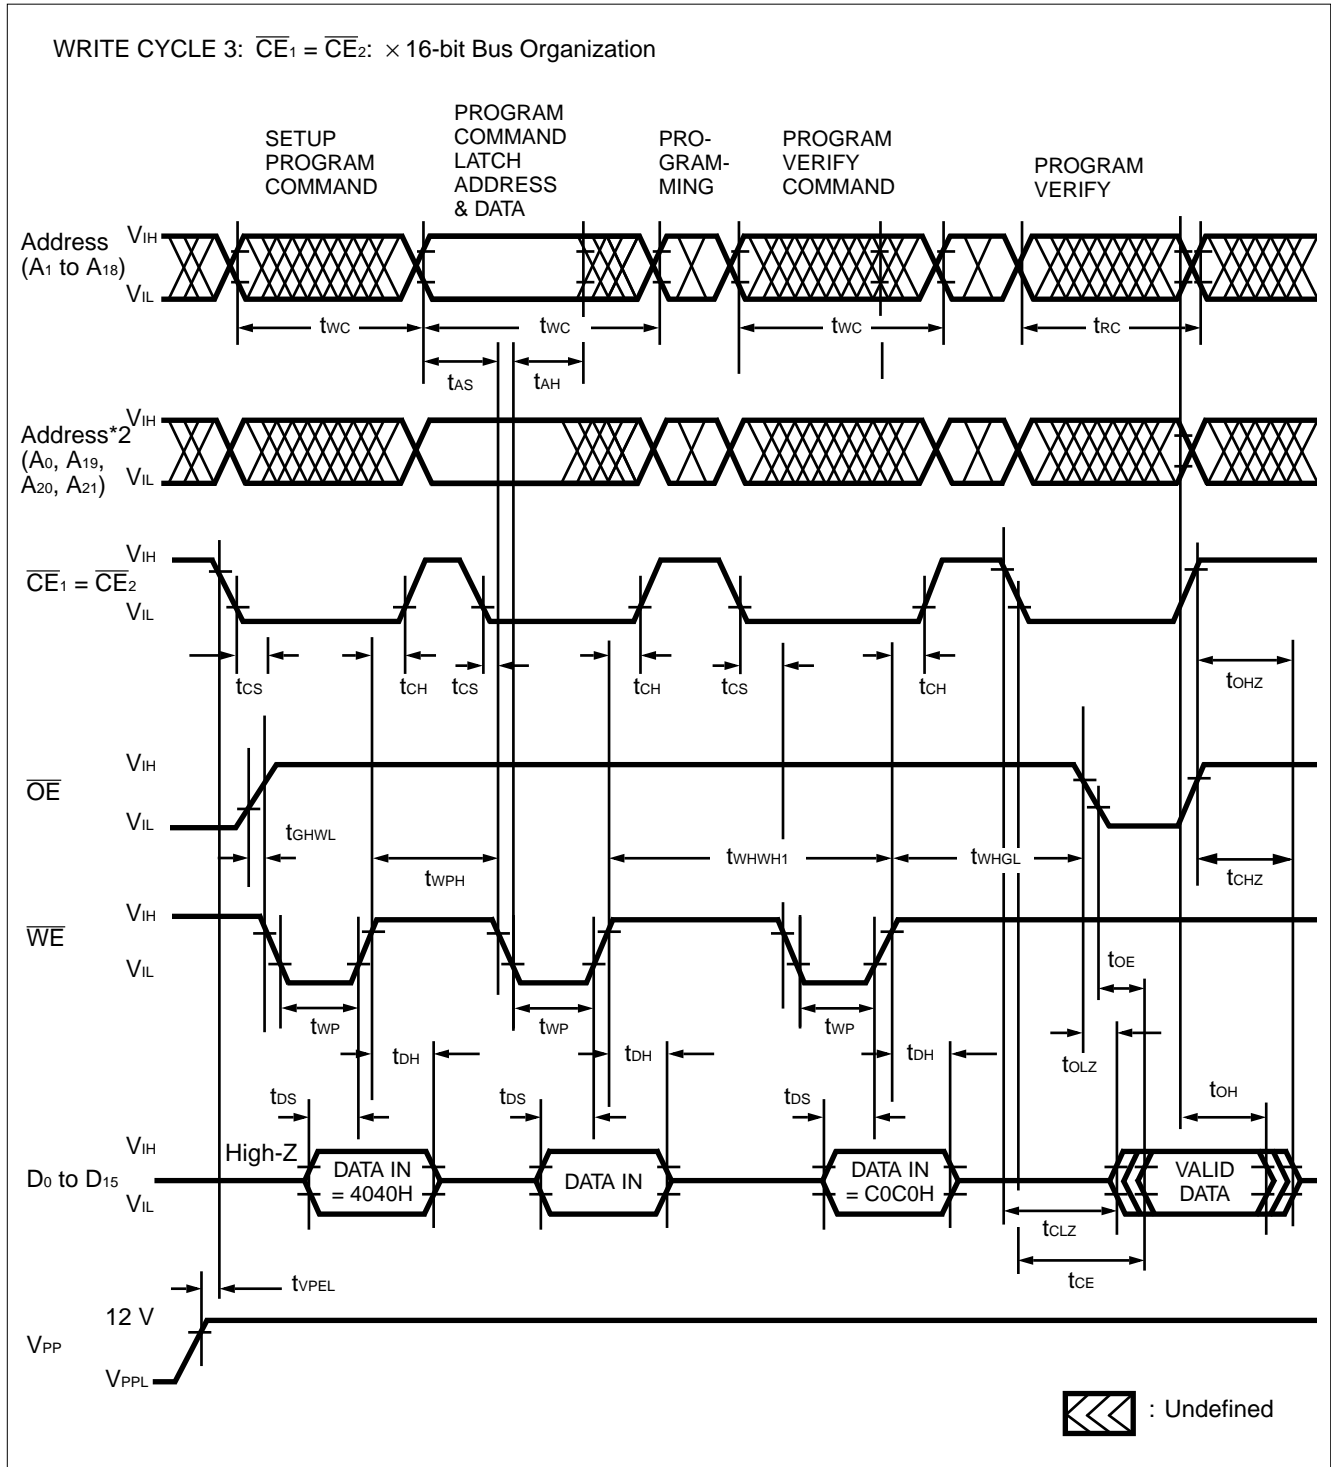 WRITE CYCLE 3: CE1 = CE2: × 16-bit Bus Organization
SETUP
PROGRAM
COMMAND
PROGRAM
COMMAND
LATCH
ADDRESS
& DATA
PRO-
GRAM-
MING
PROGRAM
VERIFY
COMMAND
PROGRAM
VERIFY
Address
(A1 to A18)
VIH
VIL
tWC
tWC
tWC
tRC
tAS
tAH
Address*2
(A0, A19,
A20, A21)
VIH
VIL
CE1 = CE2
VIH
VIL
tCS
tCH
tCS
tCH
tCS
tCH
tOHZ
OE
VIH
VIL
tGHWL
tWPH
tWHWH1
tWHGL
tCHZ
WE
VIH
VIL
tWP
tWP
tWP
tOE
tOLZ
tDH
tDH
tDH
tDS
tDS
tDS
tOH
D0 to D15
VIH
VIL
High-Z
DATA IN
= 4040H
DATA IN
DATA IN
= C0C0H
VALID
DATA
tCLZ
tCE
tVPEL
VPP
12 V
VPPL
: Undefined